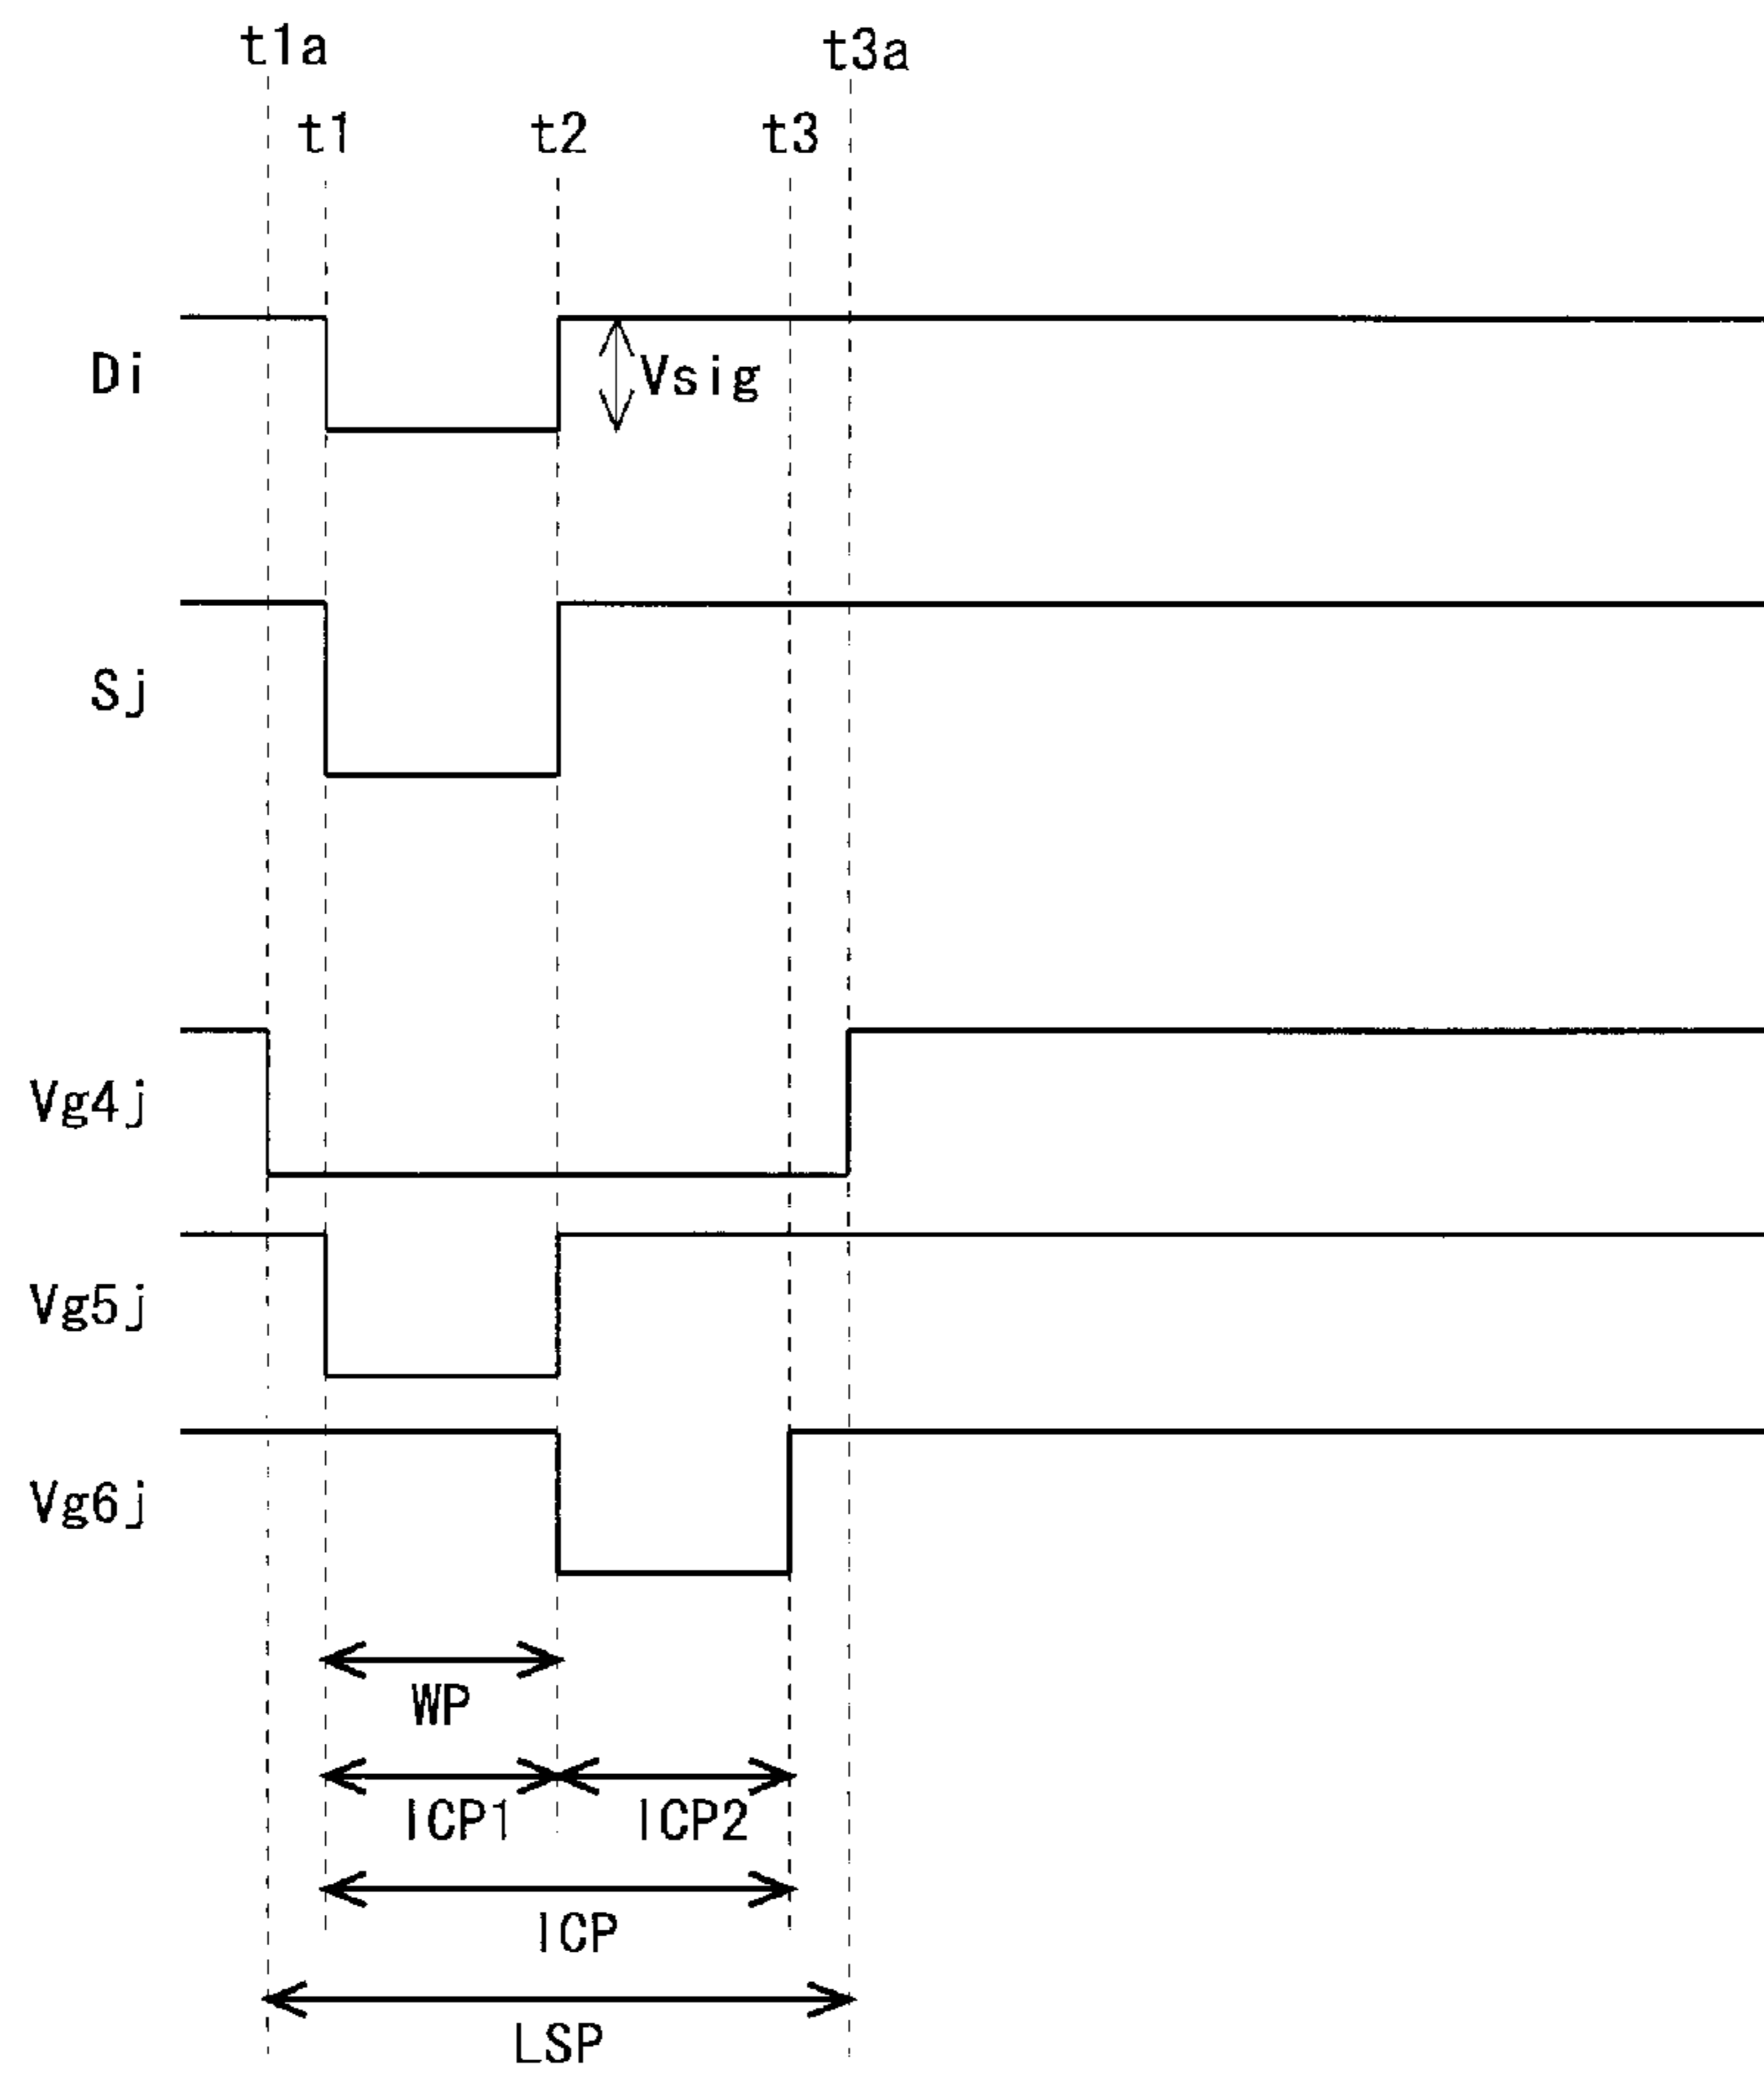 t1a
t3a
t1
t2
t3
Di
Vsig
Sj
Vg4j
Vg5j
Vg6j
WP
ICP1
ICP2
ICP
LSP